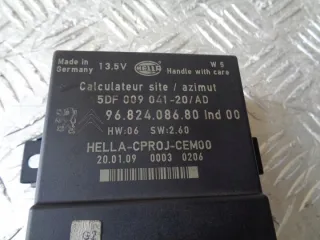 Made in Germany 13.5V HELLA W 5
Handle with care
Calculateur site / azimut
5DF 009 041-20/AD
96.824.086.80 Ind 00
HW:06 SW:2.60
HELLA-CPROJ-CEM00
20.01.09 0003 0206